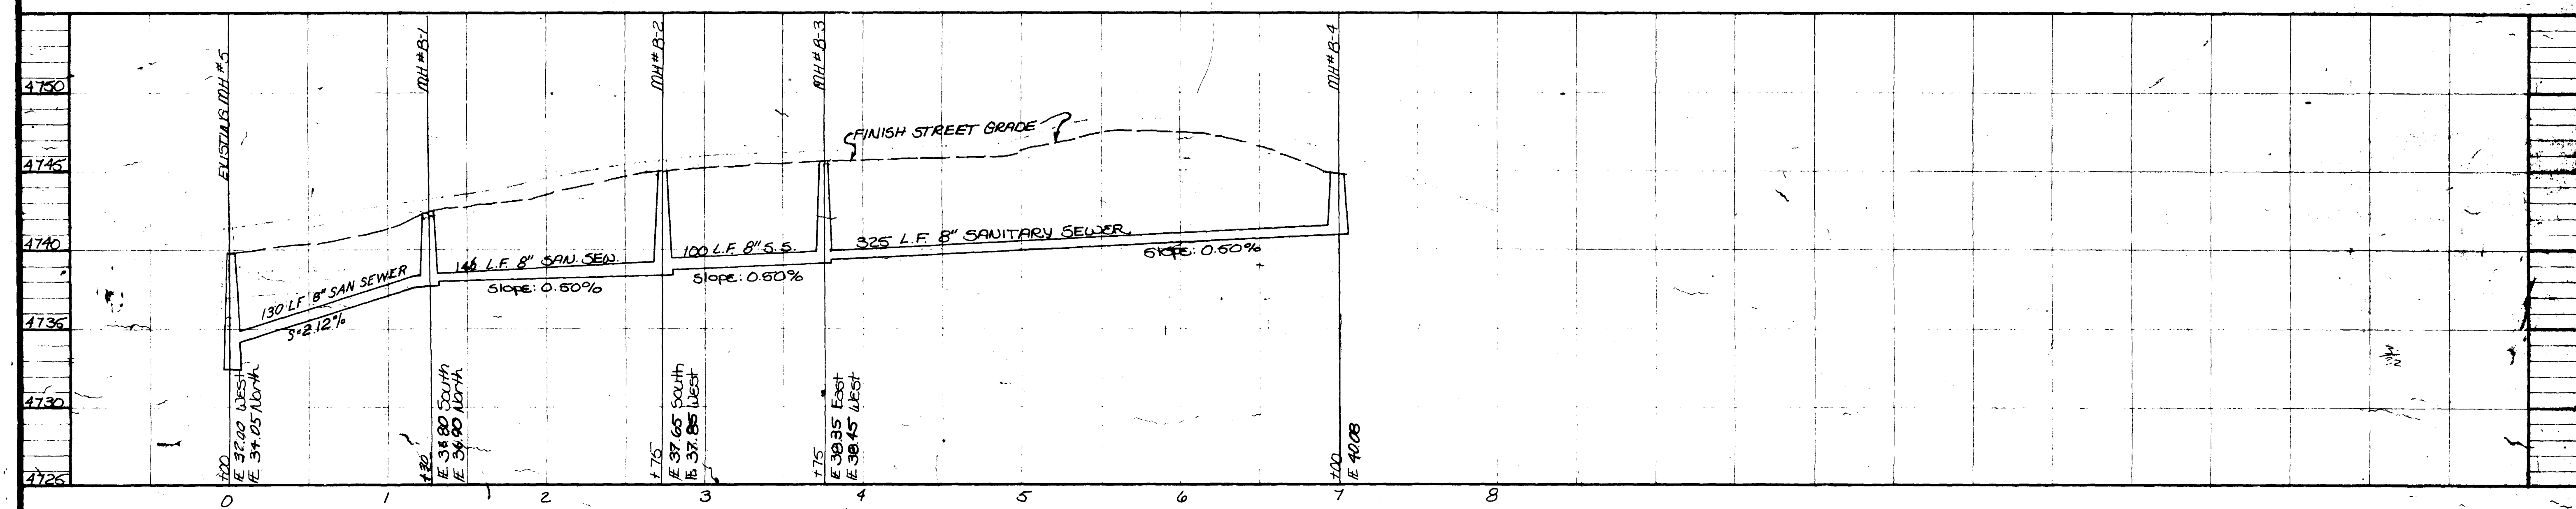 EXISTING MH #5
MH #B-1
MH #B-2
MH #B-3
MH #B-4
4750
4745
4740
4735
4730
4725
FINISH STREET GRADE
130 LF 8" SAN SEWER
S=2.12%
146 L.F. 8" SAN. SEW.
Slope: 0.50%
100 L.F. 8" S.S.
Slope: 0.50%
325 L.F. 8" SANITARY SEWER
Slope: 0.50%
+00
IE 32.00 West
IE 34.05 North
+30
IE 36.80 South
IE 36.90 North
+75
IE 37.65 South
IE 37.85 West
+75
IE 38.35 East
IE 38.45 West
+00
IE 40.08
0 1 2 3 4 5 6 7 8